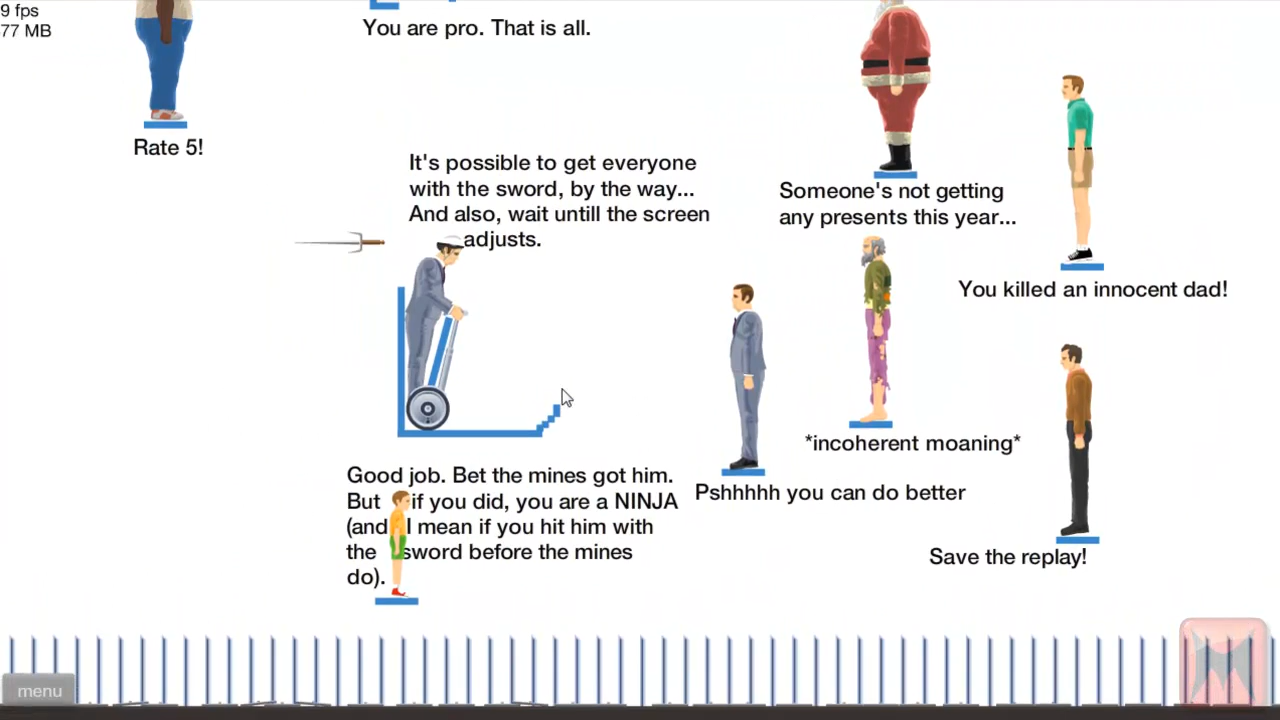 9 fps
77 MB
You are pro. That is all.
Rate 5!
It's possible to get everyone
with the sword, by the way...
And also, wait untill the screen
adjusts.
Someone's not getting
any presents this year...
You killed an innocent dad!
*incoherent moaning*
Good job. Bet the mines got him.
But if you did, you are a NINJA
(and I mean if you hit him with
the sword before the mines
do).
Pshhhhh you can do better
Save the replay!
menu